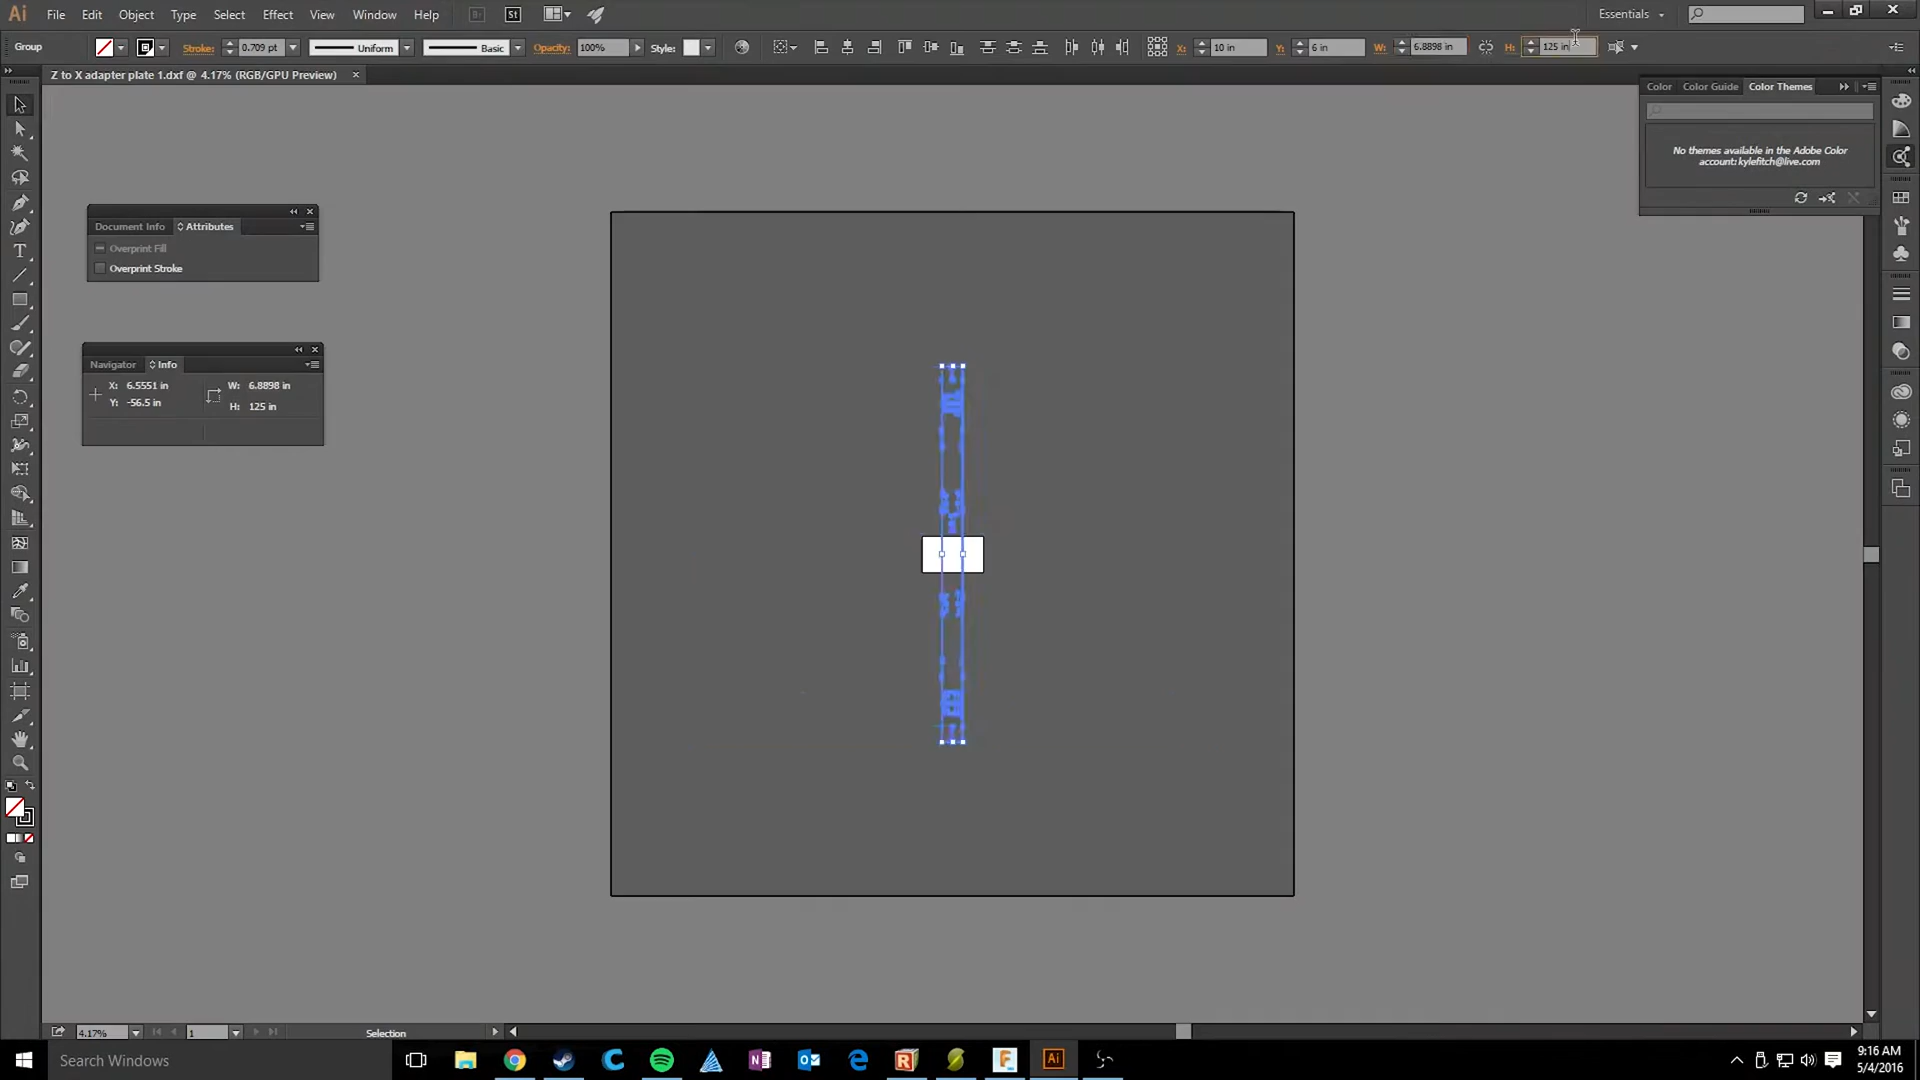 Ai File Edit Object Type Select Effect View Window Help Br St Essentials
Group Stroke: 0.709 pt Uniform Basic Opacity: 100% Style: X: 10 in Y: 6 in W: 6.8898 in H: 125 in
Z to X adapter plate 1.dxf @ 4.17% (RGB/GPU Preview) ×
Color Color Guide Color Themes
No themes available in the Adobe Color
account:kylefitch@live.com
Document Info Attributes
Overprint Fill
Overprint Stroke
Navigator Info
X: 6.5551 in W: 6.8898 in
Y: -56.5 in H: 125 in
4.17% 1 Selection
Search Windows
9:16 AM
5/4/2016